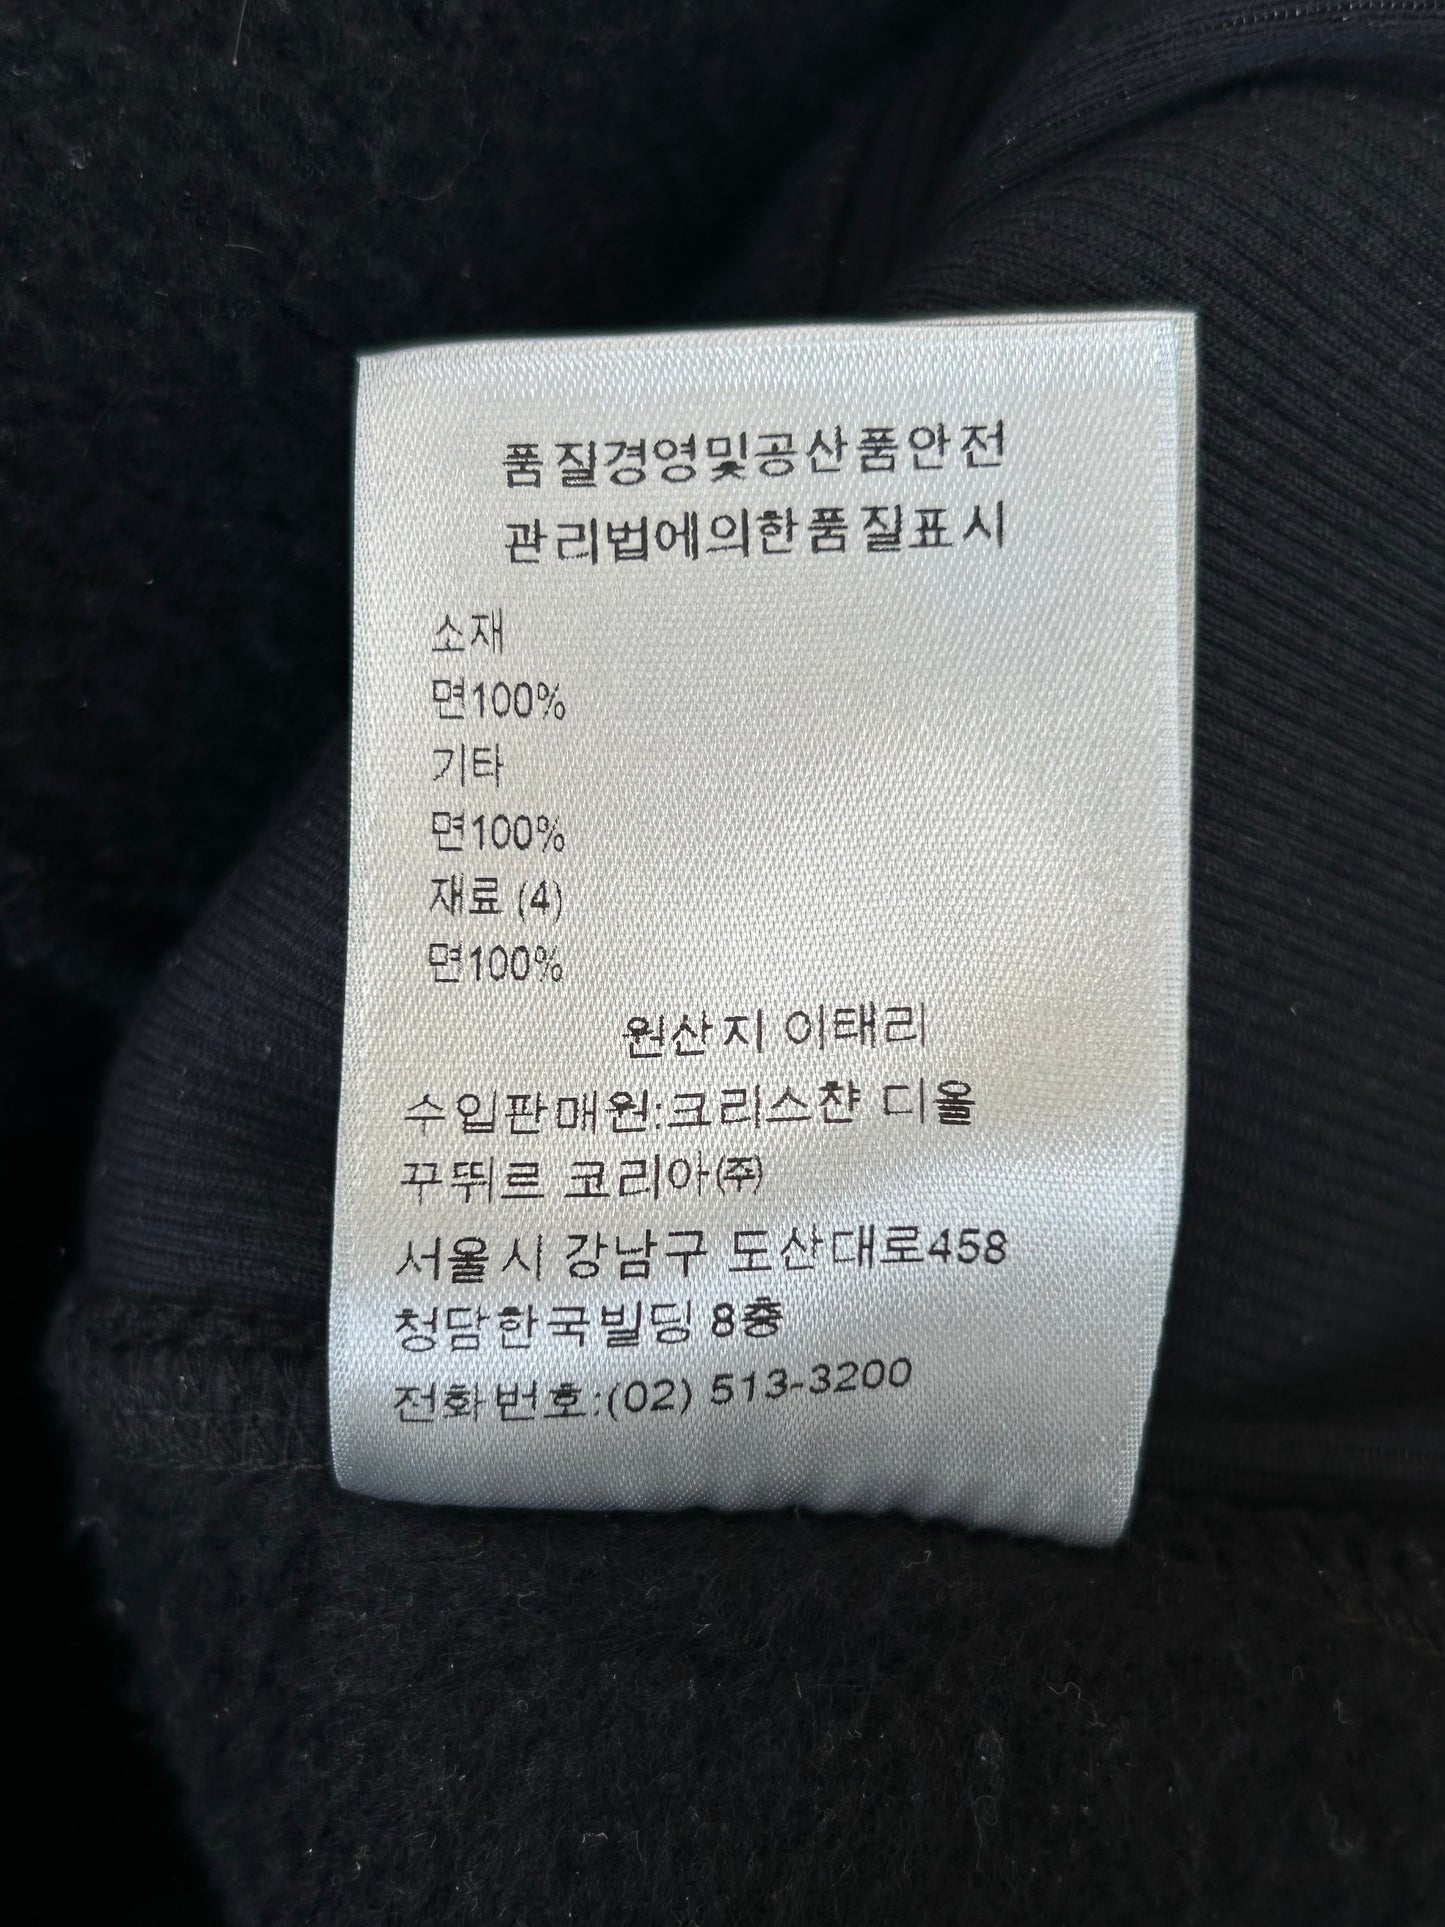 품질경영및공산품안전
관리법에의한품질표시
소재
면100%
기타
면100%
재료 (4)
면100%
원산지 이태리
수입판매원:크리스챤 디올
꾸뛰르 코리아㈜
서울시 강남구 도산대로458
청담한국빌딩 8층
전화번호:(02) 513-3200